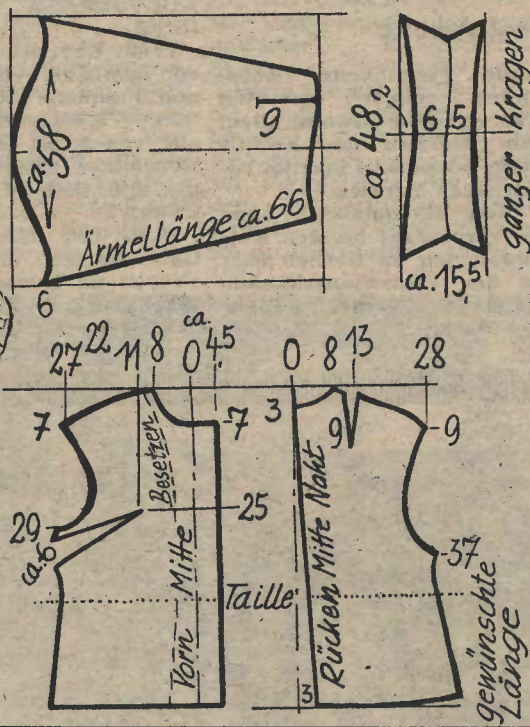 ca. 58
9
Ärmellänge ca. 66
6
ca 48
2
6 5
ganzer Kragen
ca. 15,5
27 22 11 8 0 ca. 4,5
7
-7
Besetzen
29
25
ca. 6
Vorn Mitte
Taille
0 8 13 28
3
9
-9
-37
Rücken Mitte Naht
3
gewünschte
Länge